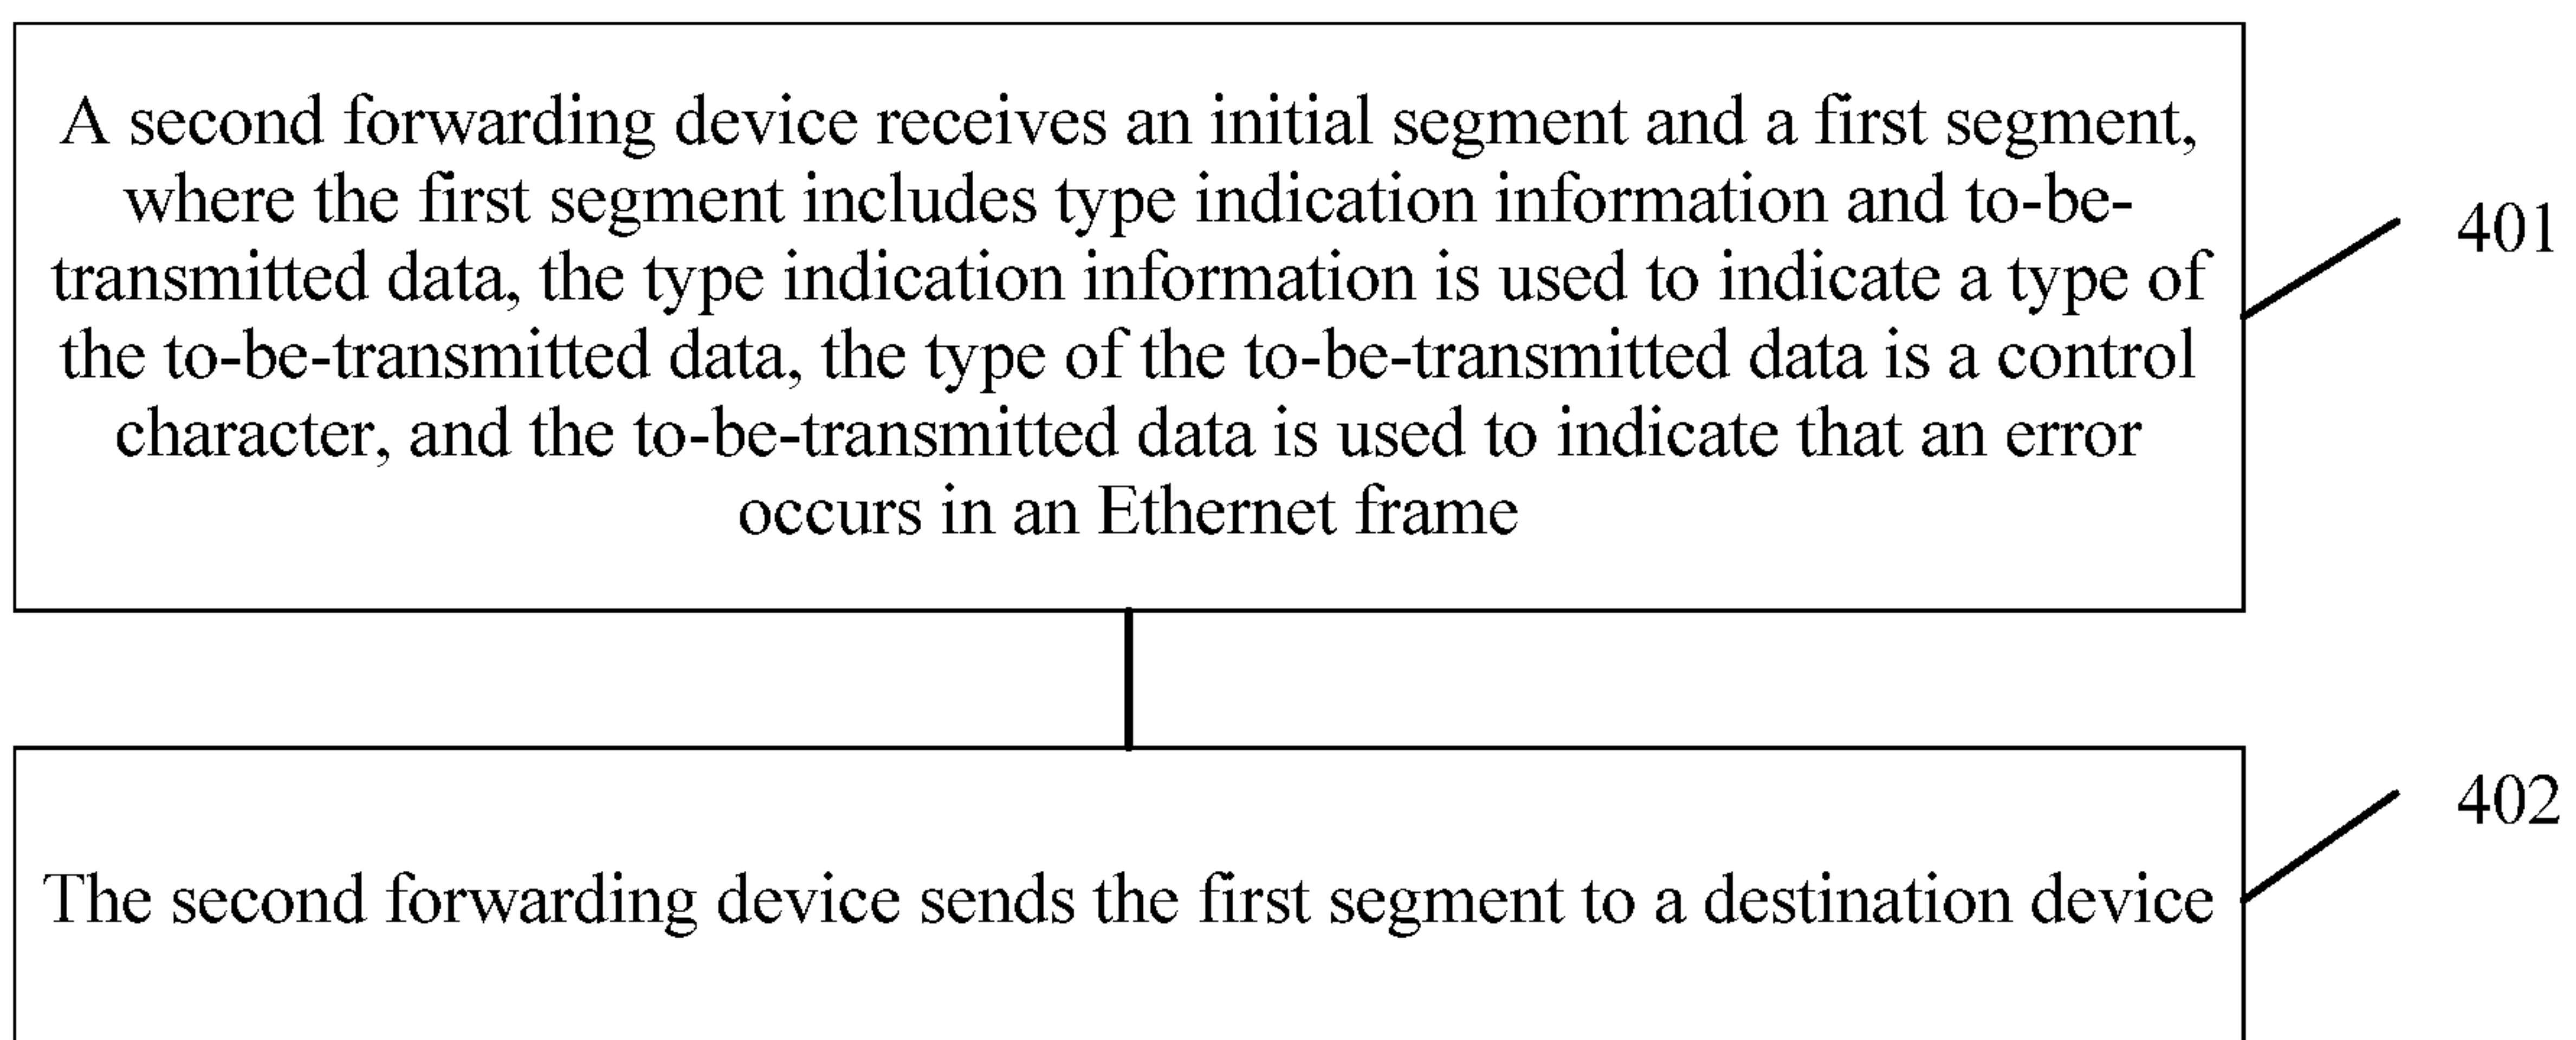 A second forwarding device receives an initial segment and a first segment,
where the first segment includes type indication information and to-be-
transmitted data, the type indication information is used to indicate a type of
the to-be-transmitted data, the type of the to-be-transmitted data is a control
character, and the to-be-transmitted data is used to indicate that an error
occurs in an Ethernet frame
401
The second forwarding device sends the first segment to a destination device
402